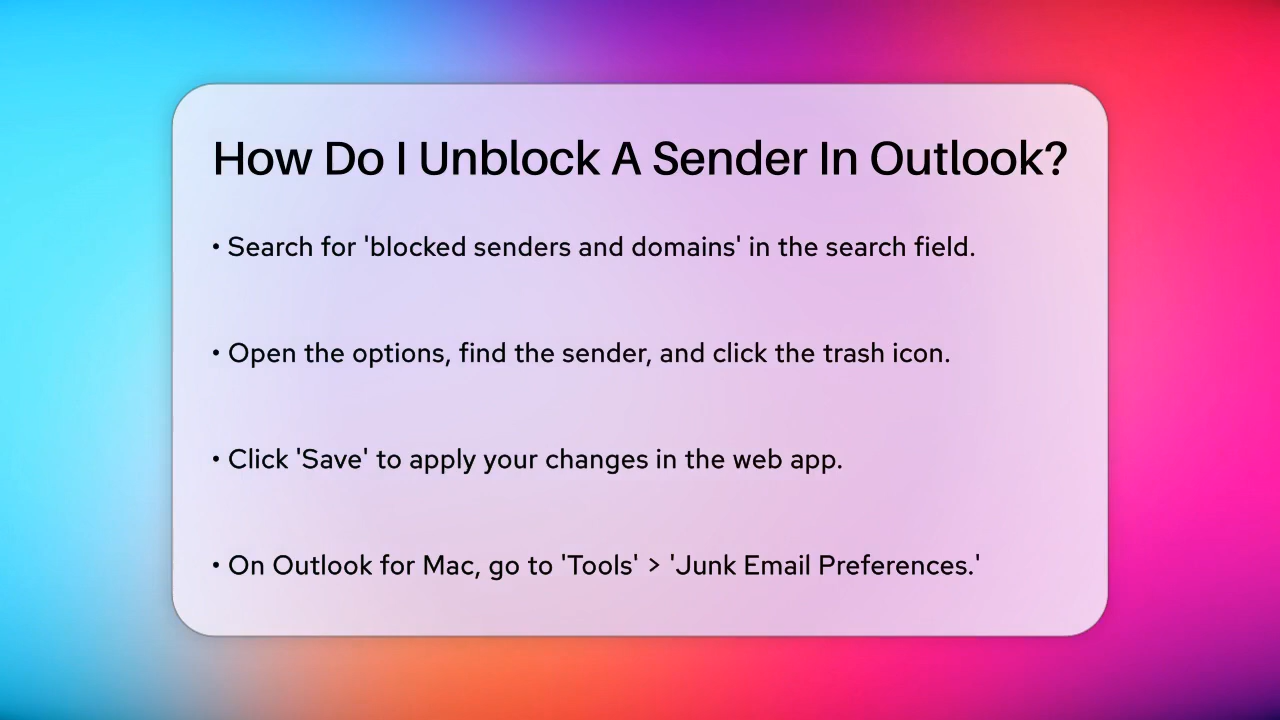 How Do I Unblock A Sender In Outlook?
• Search for 'blocked senders and domains' in the search field.
• Open the options, find the sender, and click the trash icon.
• Click 'Save' to apply your changes in the web app.
• On Outlook for Mac, go to 'Tools' > 'Junk Email Preferences.'